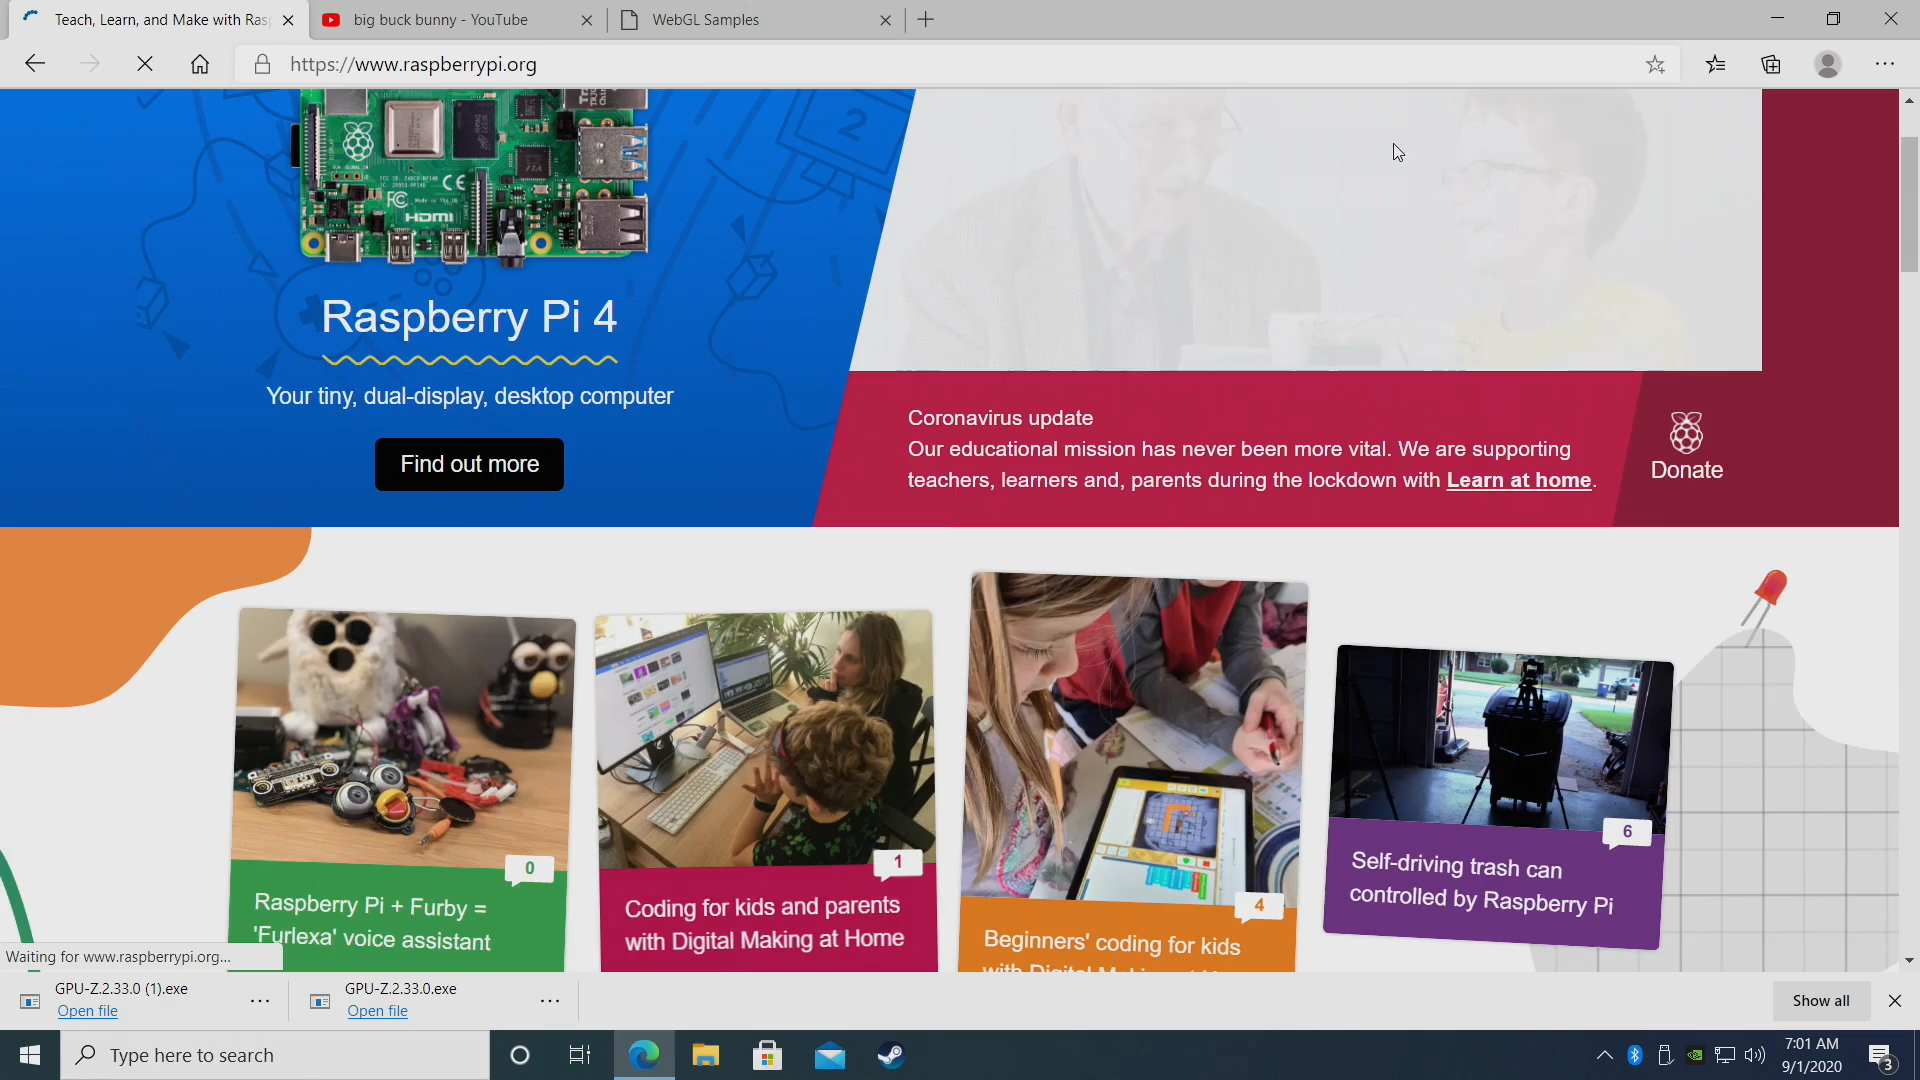 Teach, Learn, and Make with Ras
big buck bunny - YouTube
WebGL Samples
https://www.raspberrypi.org
2
HDMI
Raspberry Pi 4
Your tiny, dual-display, desktop computer
Find out more
Coronavirus update
Our educational mission has never been more vital. We are supporting
teachers, learners and, parents during the lockdown with Learn at home.
Donate
0
Raspberry Pi + Furby =
'Furlexa' voice assistant
1
Coding for kids and parents
with Digital Making at Home
4
Beginners' coding for kids
with Digital Making
6
Self-driving trash can
controlled by Raspberry Pi
Waiting for www.raspberrypi.org...
GPU-Z.2.33.0 (1).exe
Open file
GPU-Z.2.33.0.exe
Open file
Show all
Type here to search
7:01 AM
9/1/2020
3